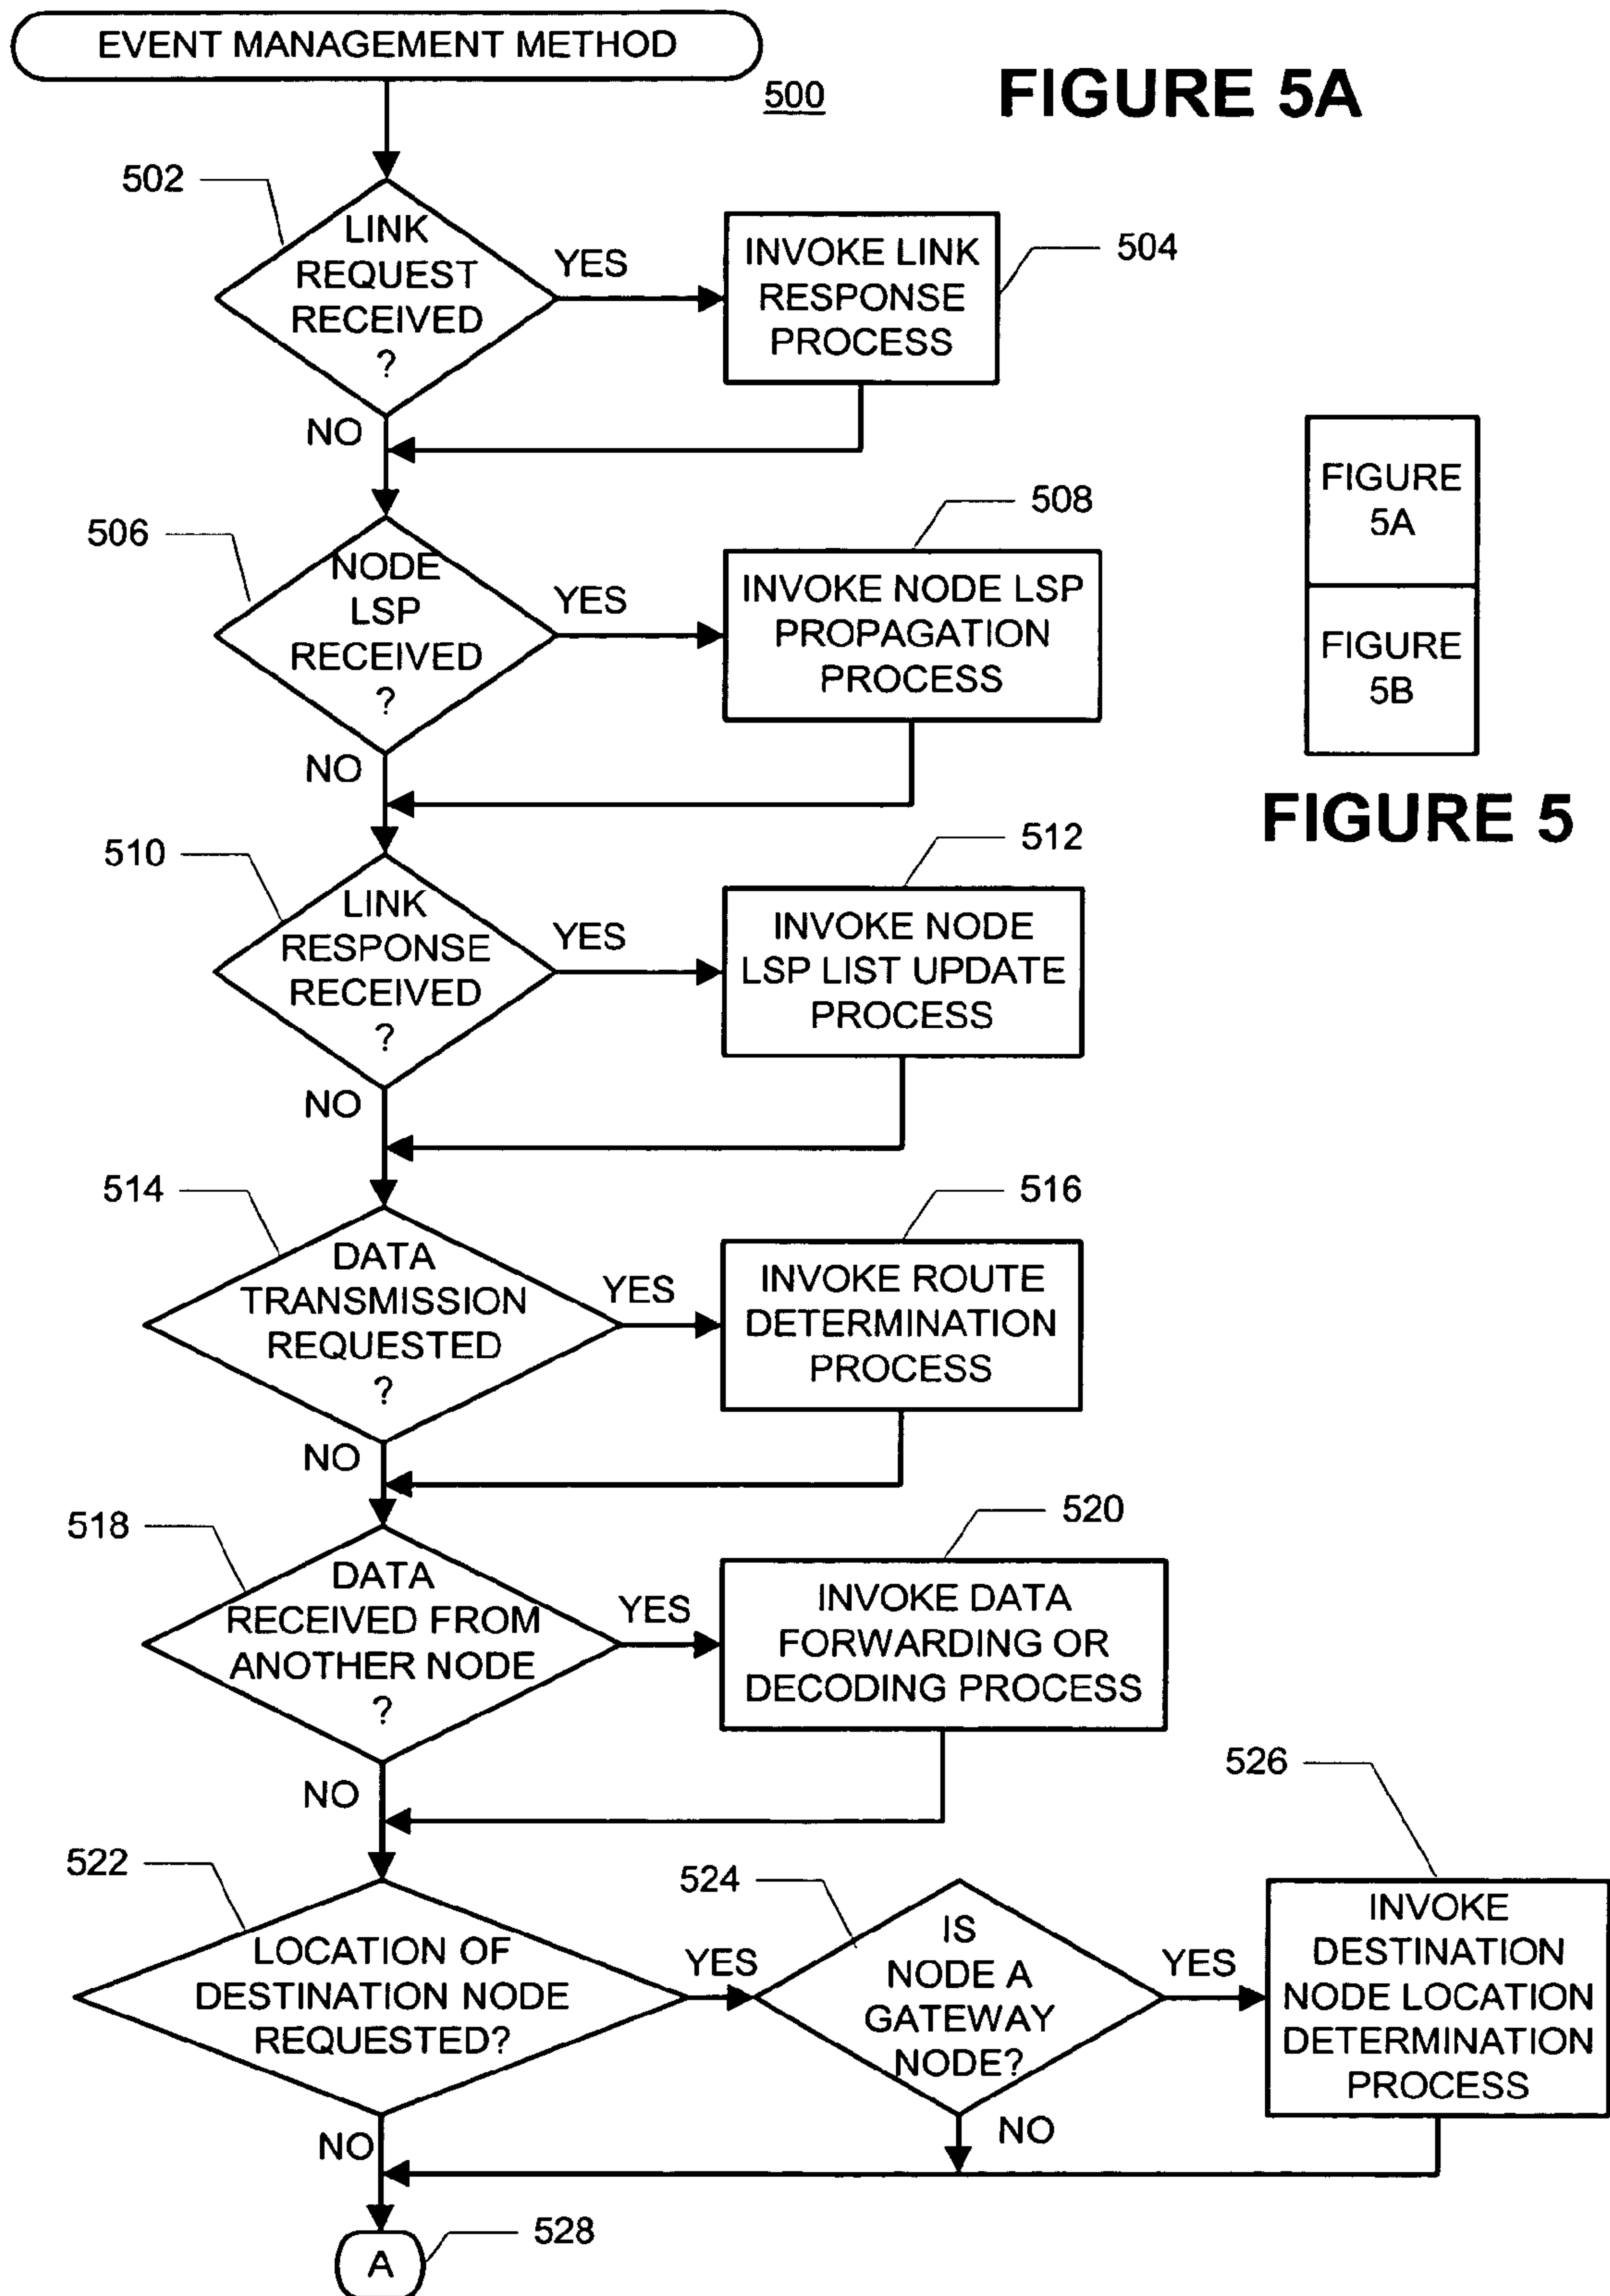 EVENT MANAGEMENT METHOD
500
FIGURE 5A
502
LINK
REQUEST
RECEIVED
?
YES
INVOKE LINK
RESPONSE
PROCESS
504
NO
506
NODE
LSP
RECEIVED
?
YES
508
INVOKE NODE LSP
PROPAGATION
PROCESS
NO
FIGURE
5A
FIGURE
5B
FIGURE 5
510
LINK
RESPONSE
RECEIVED
?
YES
512
INVOKE NODE
LSP LIST UPDATE
PROCESS
NO
514
DATA
TRANSMISSION
REQUESTED
?
YES
516
INVOKE ROUTE
DETERMINATION
PROCESS
NO
518
DATA
RECEIVED FROM
ANOTHER NODE
?
YES
520
INVOKE DATA
FORWARDING OR
DECODING PROCESS
NO
522
LOCATION OF
DESTINATION NODE
REQUESTED?
YES
524
IS
NODE A
GATEWAY
NODE?
YES
526
INVOKE
DESTINATION
NODE LOCATION
DETERMINATION
PROCESS
NO
NO
A
528